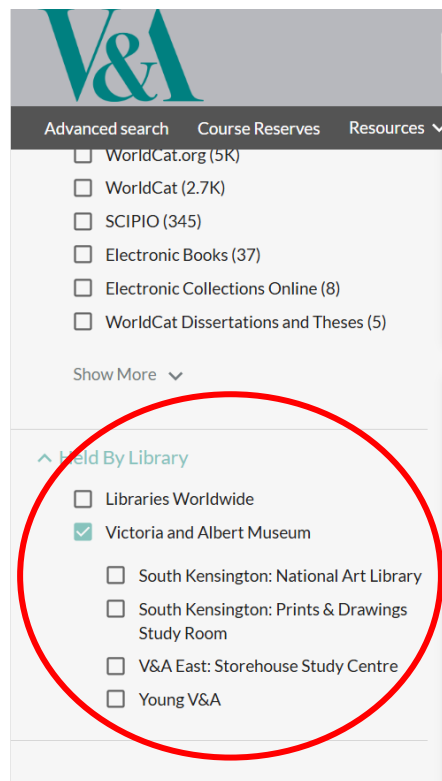 V&A
Advanced search Course Reserves Resources
WorldCat.org (5K)
WorldCat (2.7K)
SCIPIO (345)
Electronic Books (37)
Electronic Collections Online (8)
WorldCat Dissertations and Theses (5)
Show More
Held By Library
Libraries Worldwide
Victoria and Albert Museum
South Kensington: National Art Library
South Kensington: Prints & Drawings
Study Room
V&A East: Storehouse Study Centre
Young V&A